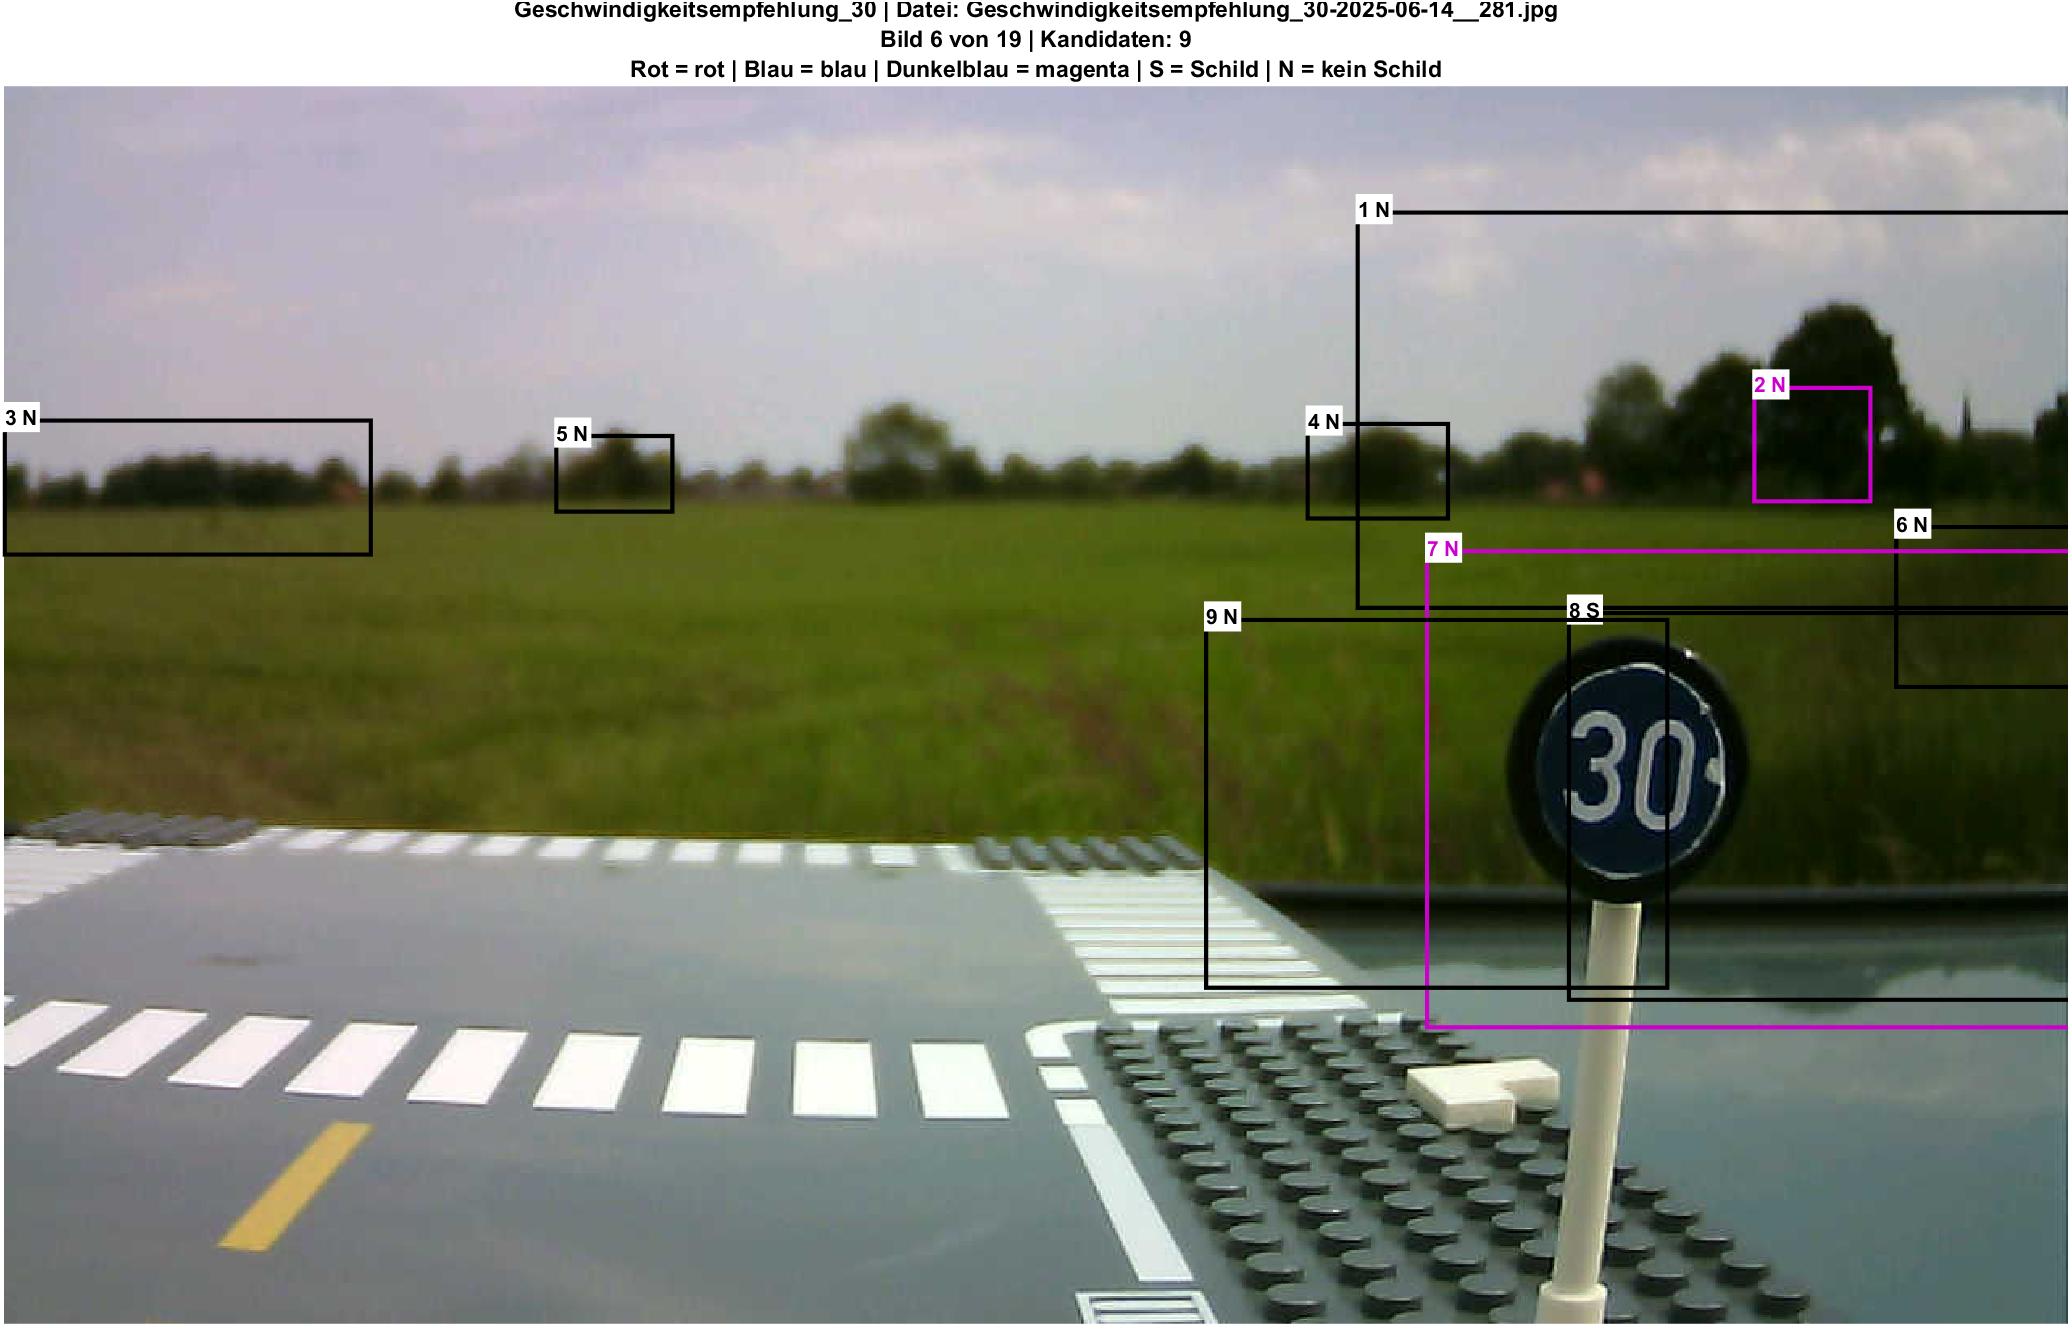 Geschwindigkeitsempfehlung_30 | Datei: Geschwindigkeitsempfehlung_30-2025-06-14__281.jpg
Bild 6 von 19 | Kandidaten: 9
Rot = rot | Blau = blau | Dunkelblau = magenta | S = Schild | N = kein Schild
1 N
2 N
3 N
4 N
5 N
6 N
7 N
8 S
9 N
30